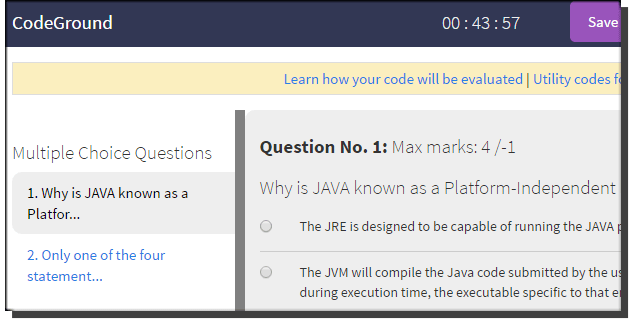 CodeGround
00 : 43 : 57
Save
Learn how your code will be evaluated | Utility codes
Multiple Choice Questions
1. Why is JAVA known as a
Platfor...
2. Only one of the four
statement...
Question No. 1: Max marks: 4 /-1
Why is JAVA known as a Platform-Independent
The JRE is designed to be capable of running the JAVA
The JVM will compile the Java code submitted by the
during execution time, the executable specific to that